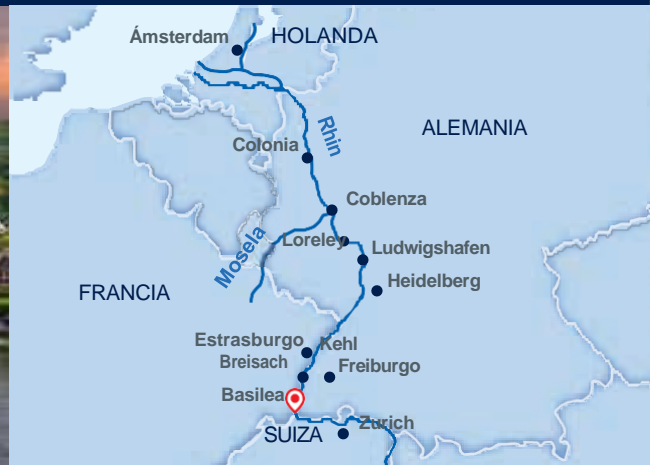 Ámsterdam
HOLANDA
Rhin
ALEMANIA
Colonia
Coblenza
Mosela
Loreley
Ludwigshafen
Heidelberg
FRANCIA
Estrasburgo
Kehl
Breisach
Freiburgo
Basilea
Zurich
SUIZA